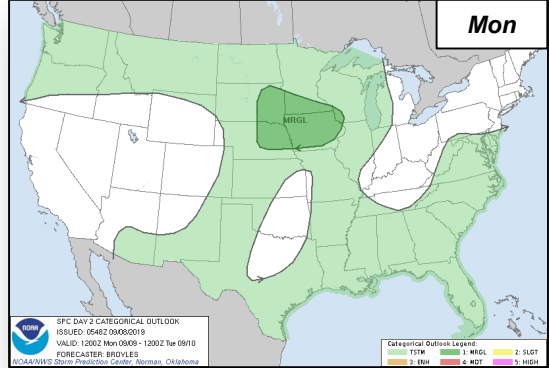 Mon
MRGL
SPC DAY 2 CATEGORICAL OUTLOOK
ISSUED: 0548Z 09/08/2019
VALID: 1200Z Mon 09/09 - 1200Z Tue 09/10
FORECASTER: BROYLES
NOAA/NWS Storm Prediction Center, Norman, Oklahoma
NOAA
Categorical Outlook Legend:
TSTM 1: MRGL 2: SLGT
3: ENH 4: MDT 5: HIGH